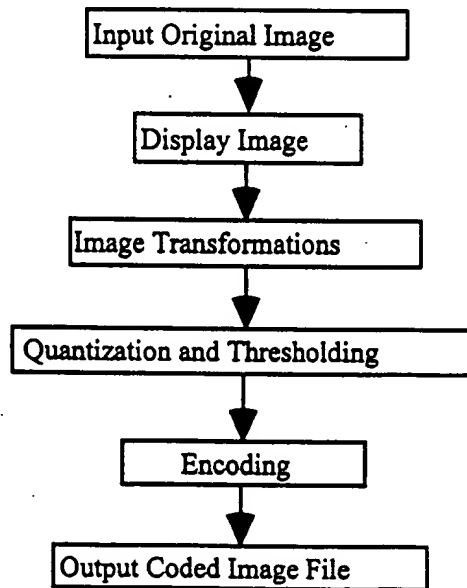 Input Original Image
Display Image
Image Transformations
Quantization and Thresholding
Encoding
Output Coded Image File